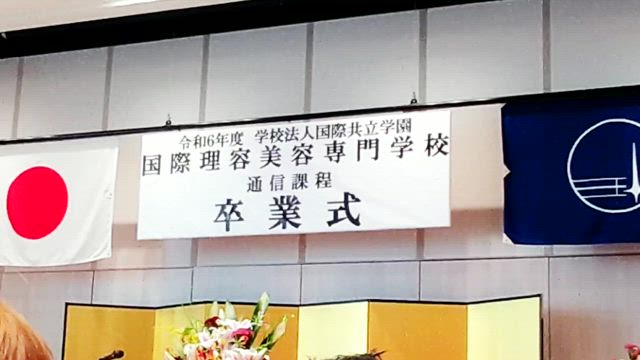 令和6年度 学校法人国際共立学園
国際理容美容専門学校
通信課程
卒業式